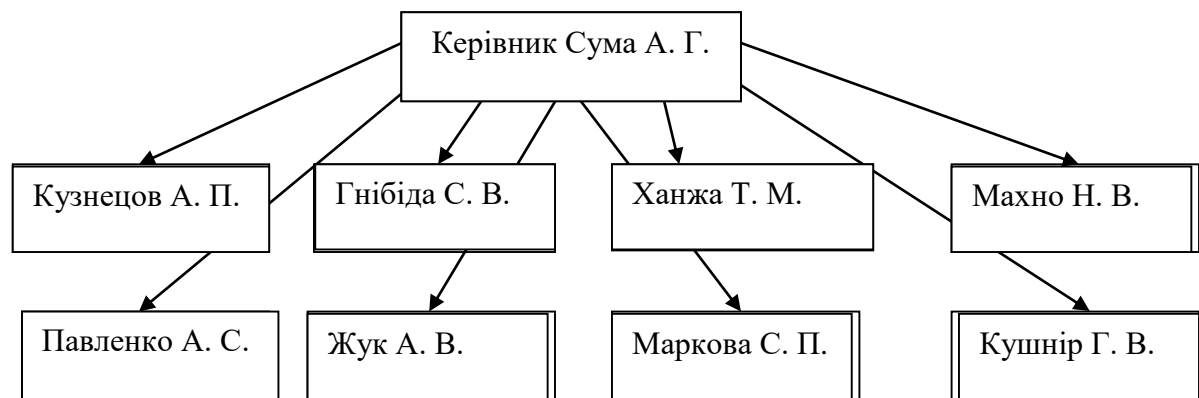 Керівник Сума А. Г.
Кузнецов А. П.
Гнібіда С. В.
Ханжа Т. М.
Махно Н. В.
Павленко А. С.
Жук А. В.
Маркова С. П.
Кушнір Г. В.